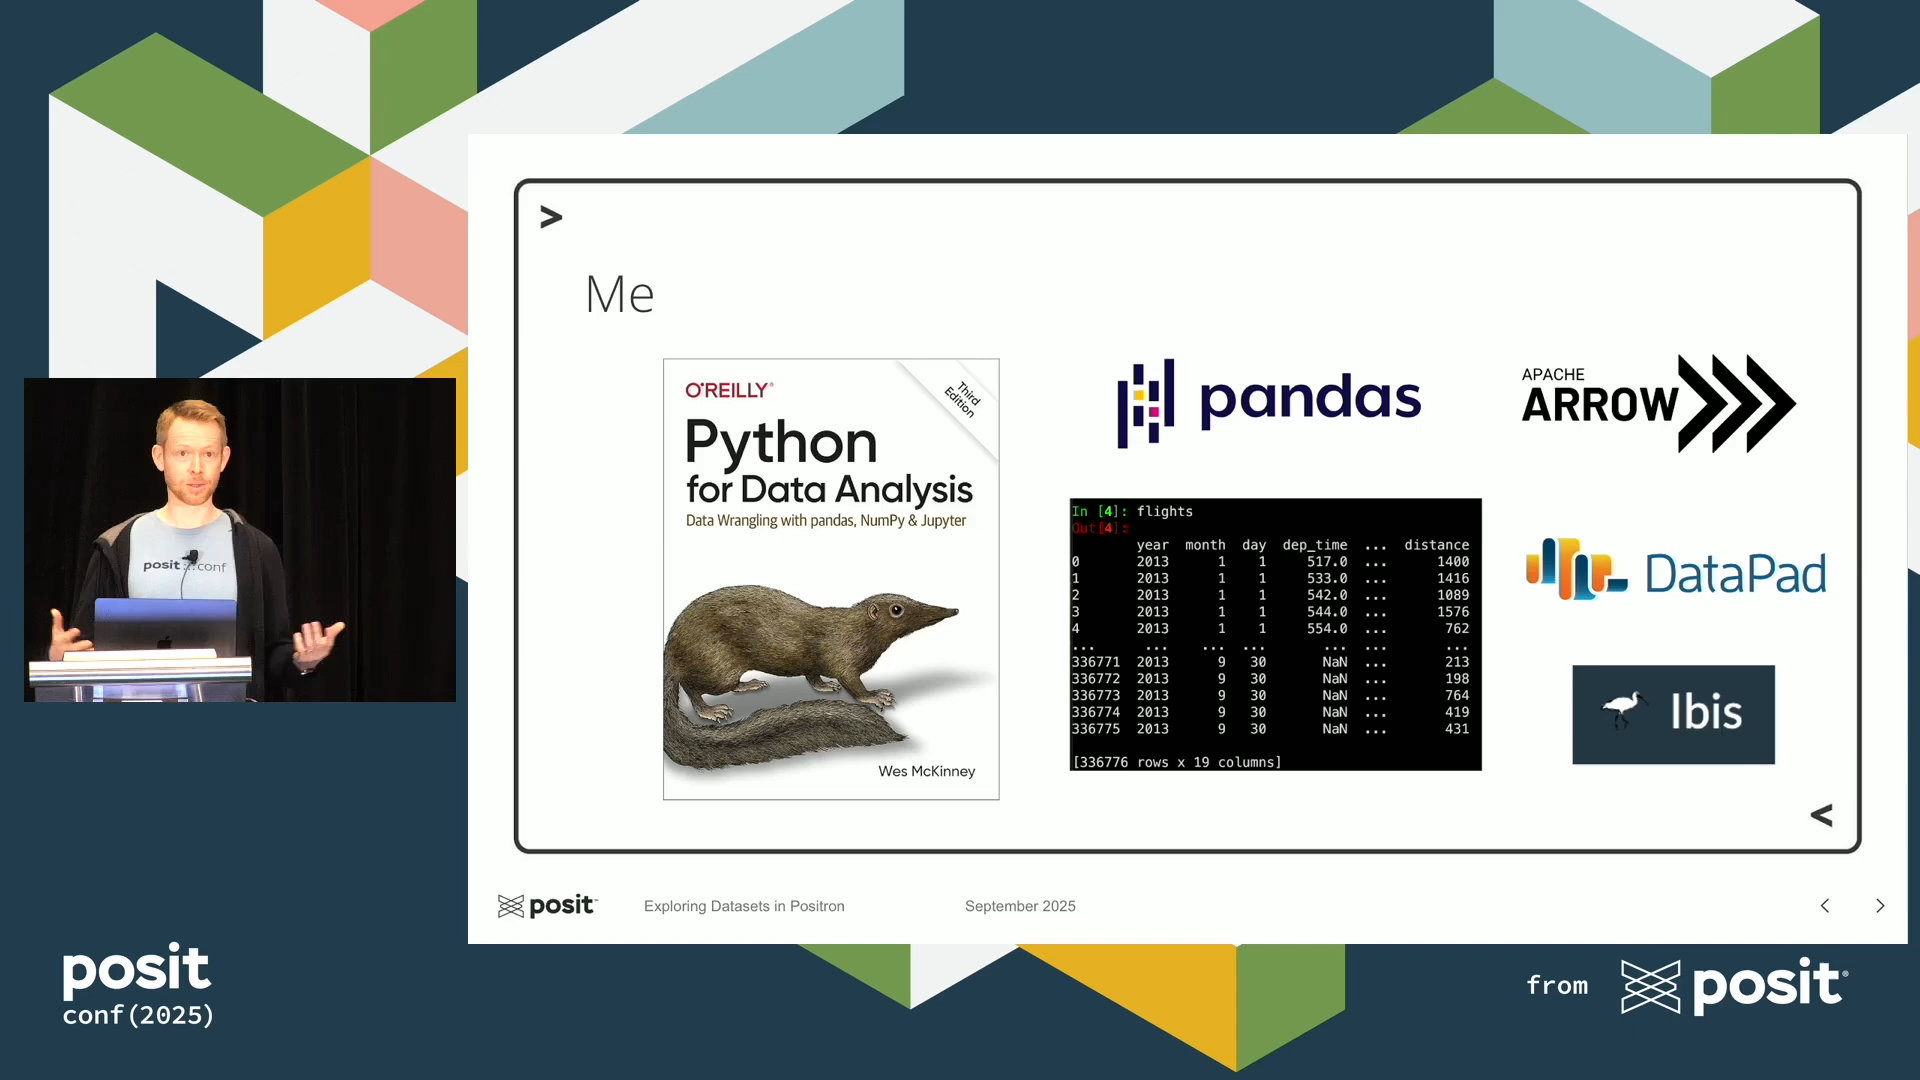 >
Me
O'REILLY®
Third
Edition
Python
for Data Analysis
Data Wrangling with pandas, NumPy & Jupyter
Wes McKinney
pandas
APACHE
ARROW
In [4]: flights
Out[4]:
year month day dep_time ... distance
0 2013 1 1 517.0 ... 1400
1 2013 1 1 533.0 ... 1416
2 2013 1 1 542.0 ... 1089
3 2013 1 1 544.0 ... 1576
4 2013 1 1 554.0 ... 762
... ... ... ... ... ... ...
336771 2013 9 30 NaN ... 213
336772 2013 9 30 NaN ... 198
336773 2013 9 30 NaN ... 764
336774 2013 9 30 NaN ... 419
336775 2013 9 30 NaN ... 431
[336776 rows x 19 columns]
DataPad
Ibis
<
posit::conf
posit™
Exploring Datasets in Positron
September 2025
< >
posit
conf(2025)
from posit®